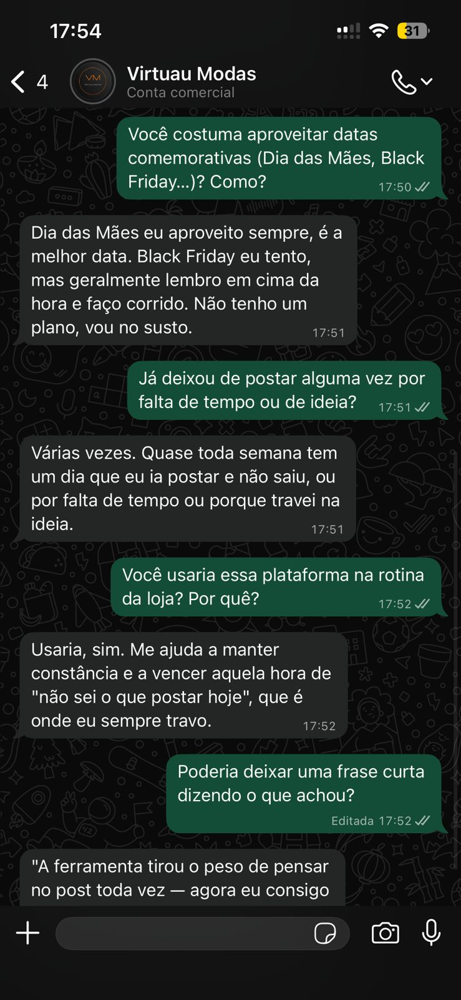 17:54
31
4
VM
Virtuau Modas
Conta comercial
Você costuma aproveitar datas
comemorativas (Dia das Mães, Black
Friday...)? Como?
17:50
Dia das Mães eu aproveito sempre, é a
melhor data. Black Friday eu tento,
mas geralmente lembro em cima da
hora e faço corrido. Não tenho um
plano, vou no susto.
17:51
Já deixou de postar alguma vez por
falta de tempo ou de ideia?
17:51
Várias vezes. Quase toda semana tem
um dia que eu ia postar e não saiu, ou
por falta de tempo ou porque travei na
ideia.
17:51
Você usaria essa plataforma na rotina
da loja? Por quê?
17:52
Usaria, sim. Me ajuda a manter
constância e a vencer aquela hora de
"não sei o que postar hoje", que é
onde eu sempre travo.
17:52
Poderia deixar uma frase curta
dizendo o que achou?
Editada 17:52
"A ferramenta tirou o peso de pensar
no post toda vez — agora eu consigo